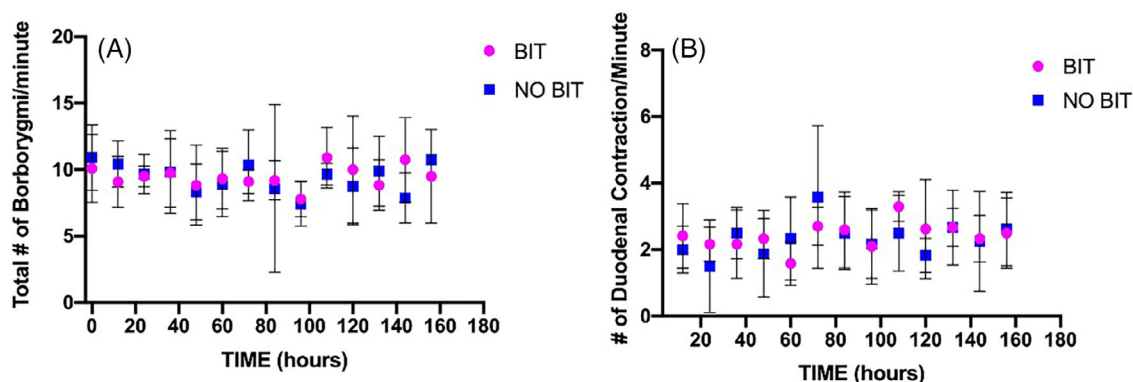 (A)
Total # of Borborygmi/minute
20
15
10
5
0
0 20 40 60 80 100 120 140 160 180
TIME (hours)
BIT
NO BIT
(B)
# of Duodenal Contraction/Minute
8
6
4
2
0
20 40 60 80 100 120 140 160 180
TIME (hours)
BIT
NO BIT